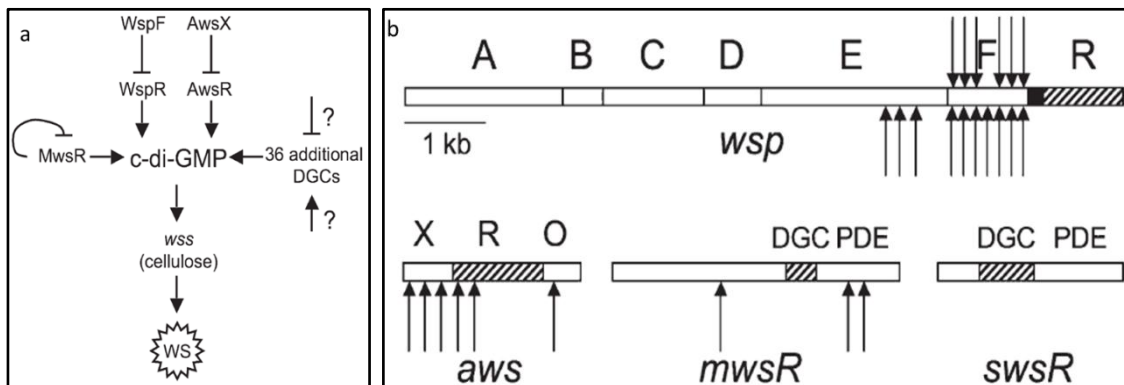 a
WspF AwsX
WspR AwsR
?
MwsR c-di-GMP 36 additional
DGCs
?
wss
(cellulose)
WS
b
A B C D E F R
1 kb wsp
X R O DGC PDE DGC PDE
aws mwsR swsR